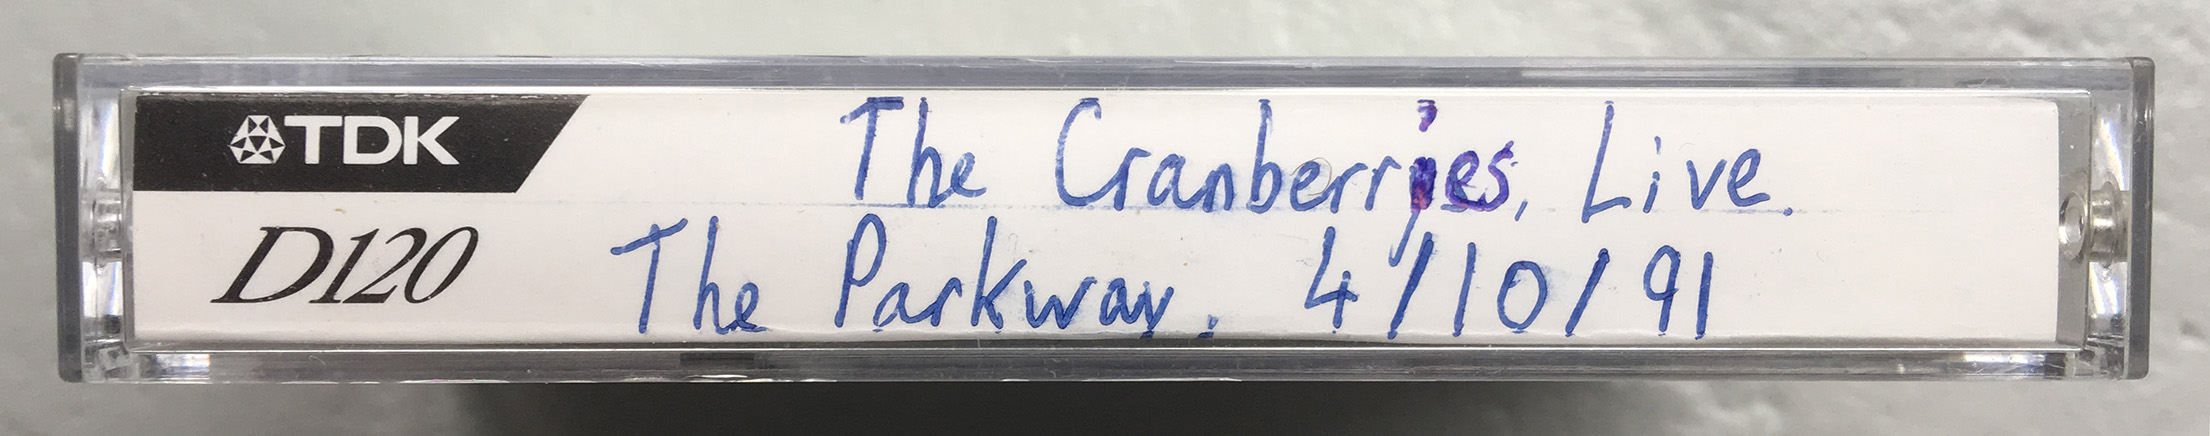 TDK
D120
The Cranberries, Live.
The Parkway. 4/10/91